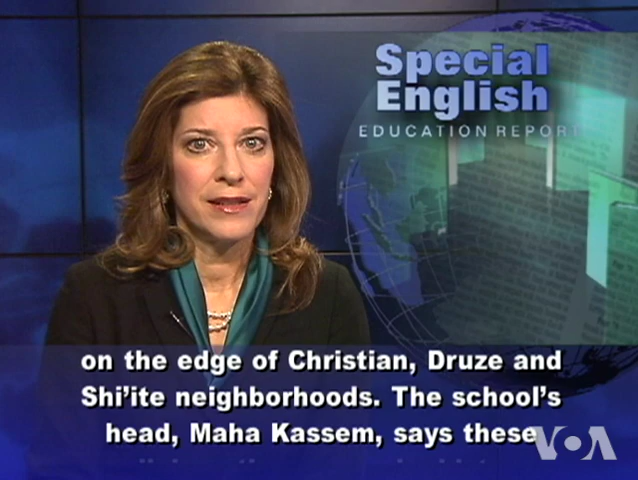 Special
English
EDUCATION REPORT
on the edge of Christian, Druze and
Shi'ite neighborhoods. The school's
head, Maha Kassem, says these
VOA